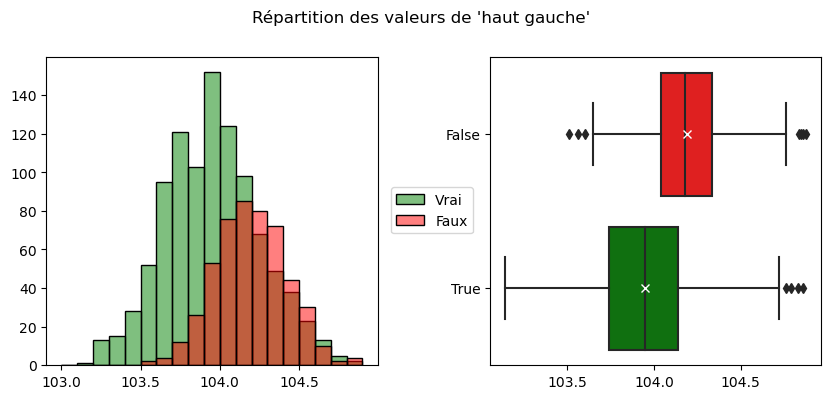 Répartition des valeurs de 'haut gauche'
140
120
100
80
60
40
20
0
103.0 103.5 104.0 104.5
Vrai
Faux
False
True
103.5 104.0 104.5